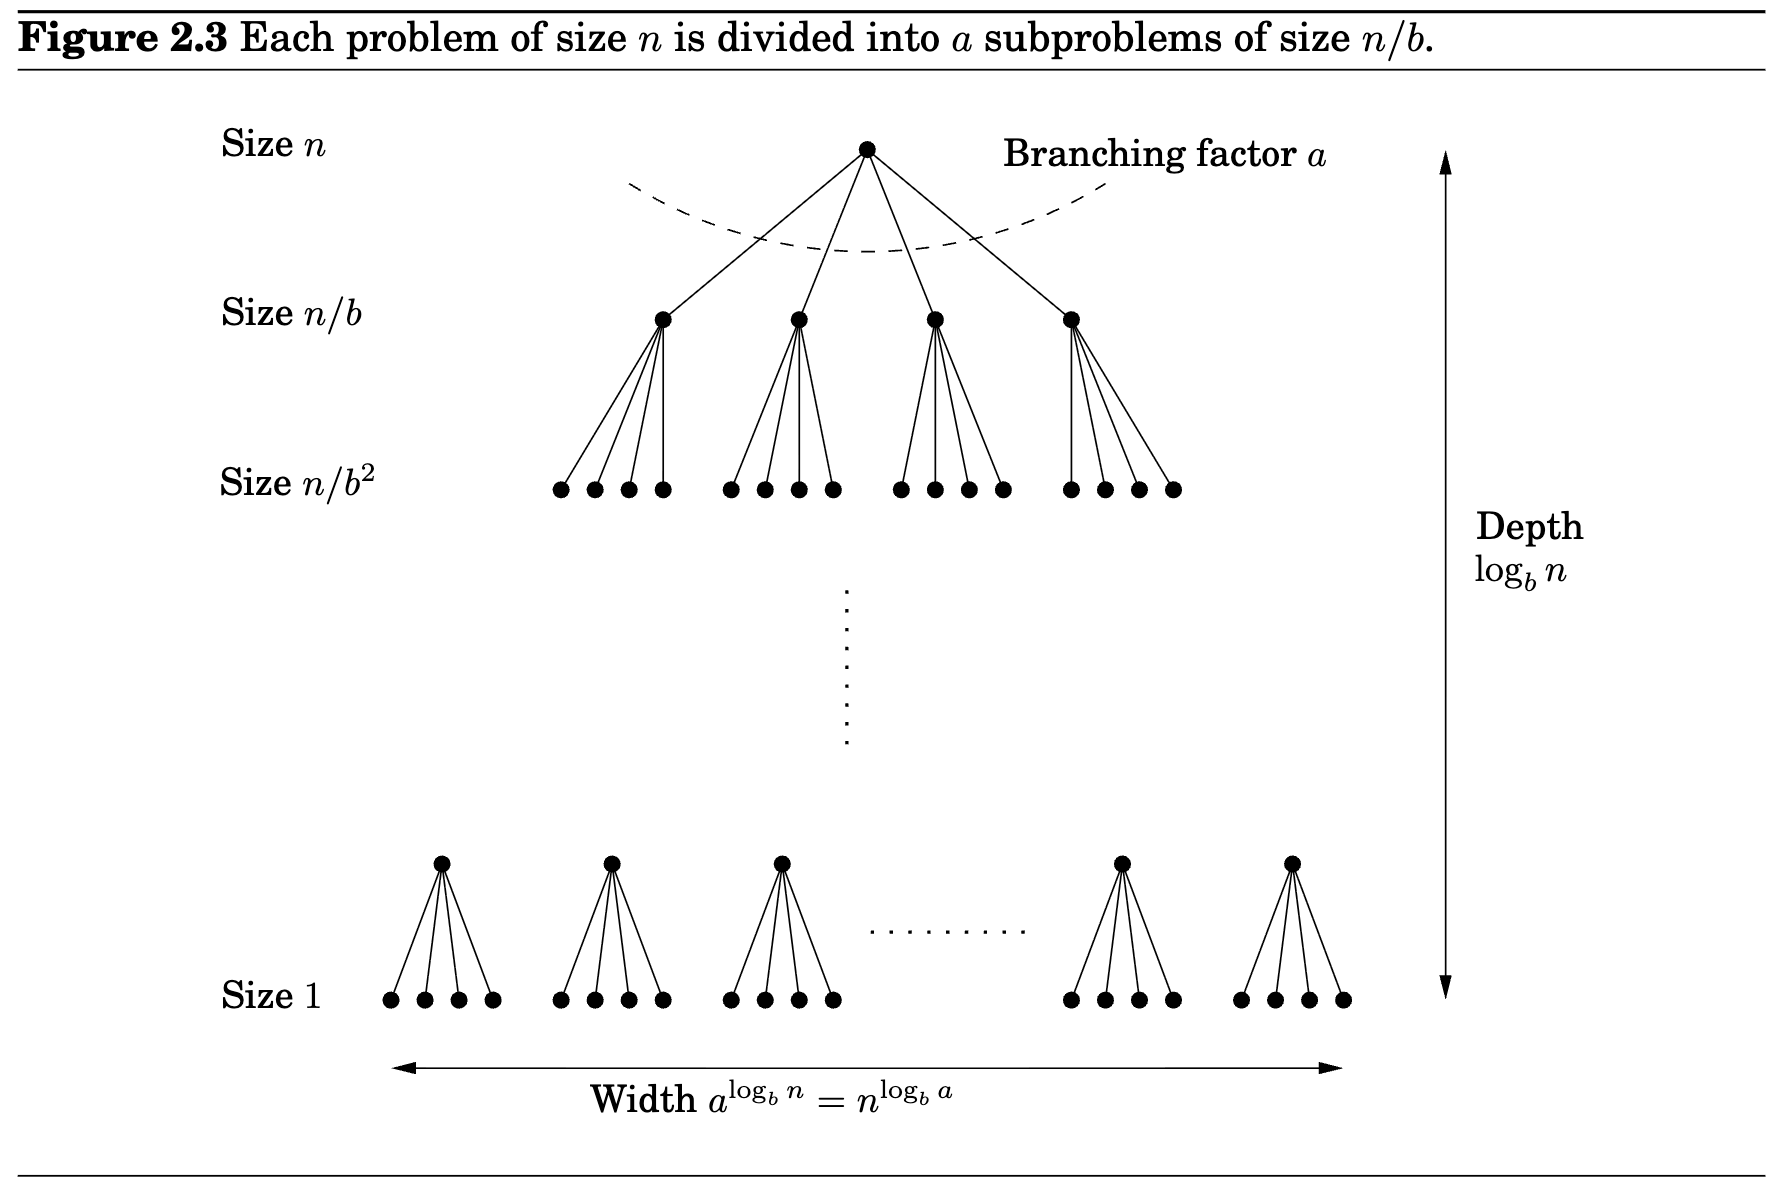 Figure 2.3 Each problem of size n is divided into a subproblems of size n/b.
Size n
Branching factor a
Size n/b
Size n/b²
Depth
log_b n
Size 1
Width a^{log_b n} = n^{log_b a}